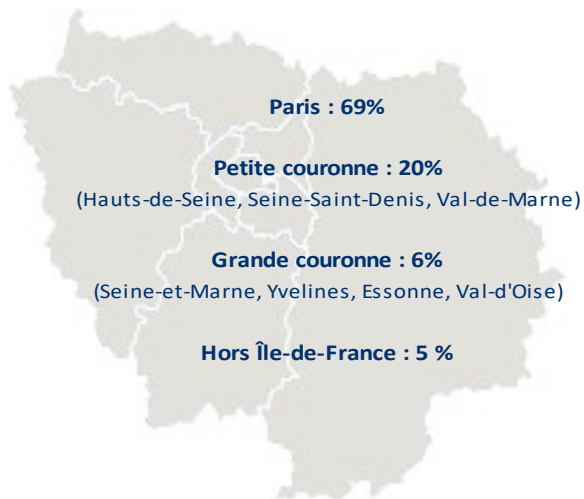 Paris : 69%
Petite couronne : 20%
(Hauts-de-Seine, Seine-Saint-Denis, Val-de-Marne)
Grande couronne : 6%
(Seine-et-Marne, Yvelines, Essonne, Val-d'Oise)
Hors Île-de-France : 5 %